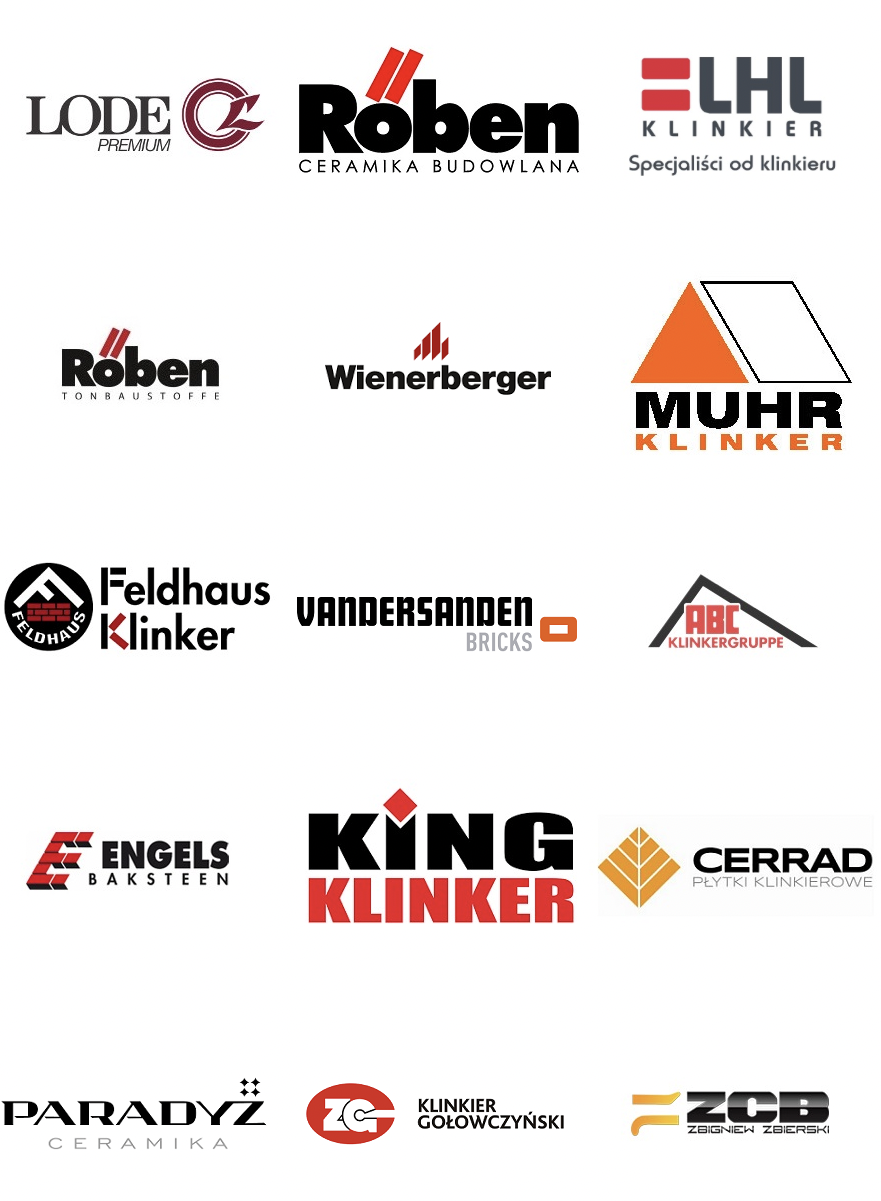 LODE
PREMIUM
Röben
CERAMIKA BUDOWLANA
LHL
KLINKIER
Specjaliści od klinkieru
Röben
TONBAUSTOFFE
Wienerberger
MUHR
KLINKER
FELDHAUS
Feldhaus
Klinker
VANDERSANDEN
BRICKS
ABC
KLINKERGRUPPE
ENGELS
BAKSTEEN
KING
KLINKER
CERRAD
PŁYTKI KLINKIEROWE
PARADYŻ
CERAMIKA
ZG
KLINKIER
GOŁOWCZYŃSKI
ZCB
ZBIGNIEW ZBIERSKI